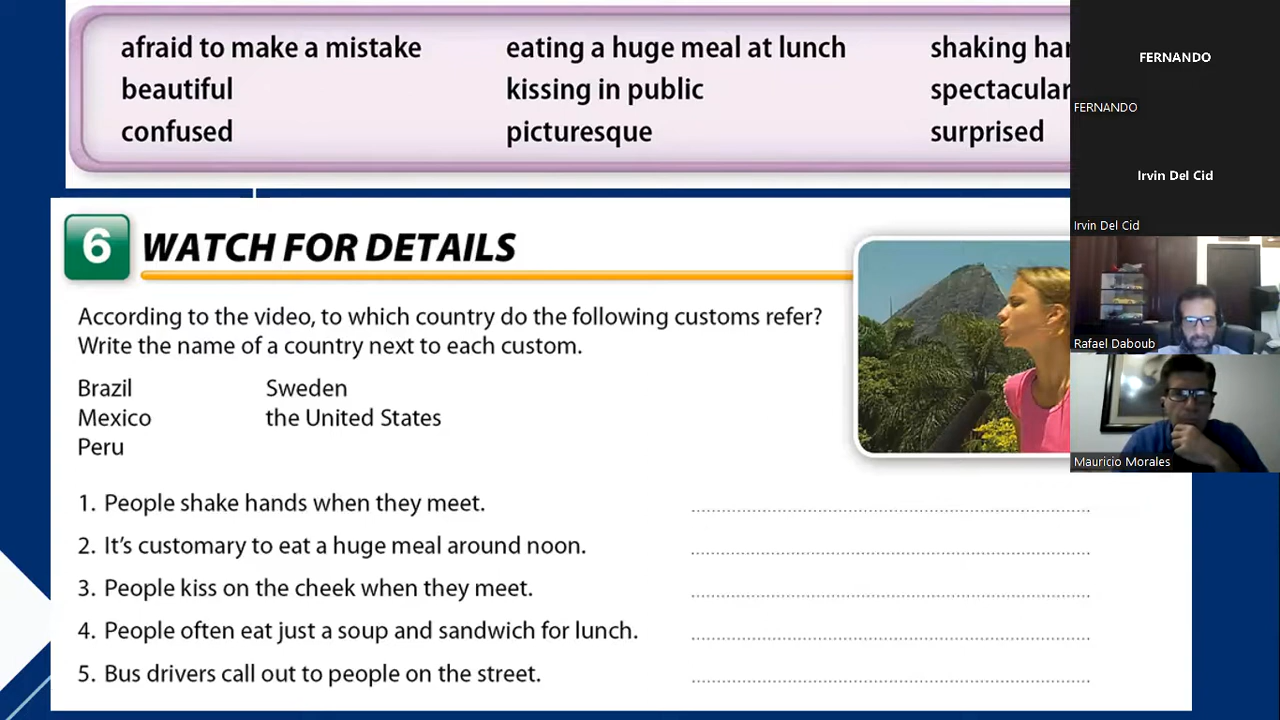 afraid to make a mistake
beautiful
confused
eating a huge meal at lunch
kissing in public
picturesque
shaking
spectacular
surprised
6 WATCH FOR DETAILS
According to the video, to which country do the following customs refer?
Write the name of a country next to each custom.
Brazil
Mexico
Peru
Sweden
the United States
1. People shake hands when they meet.
2. It's customary to eat a huge meal around noon.
3. People kiss on the cheek when they meet.
4. People often eat just a soup and sandwich for lunch.
5. Bus drivers call out to people on the street.
FERNANDO
FERNANDO
Irvin Del Cid
Irvin Del Cid
Rafael Daboub
Mauricio Morales